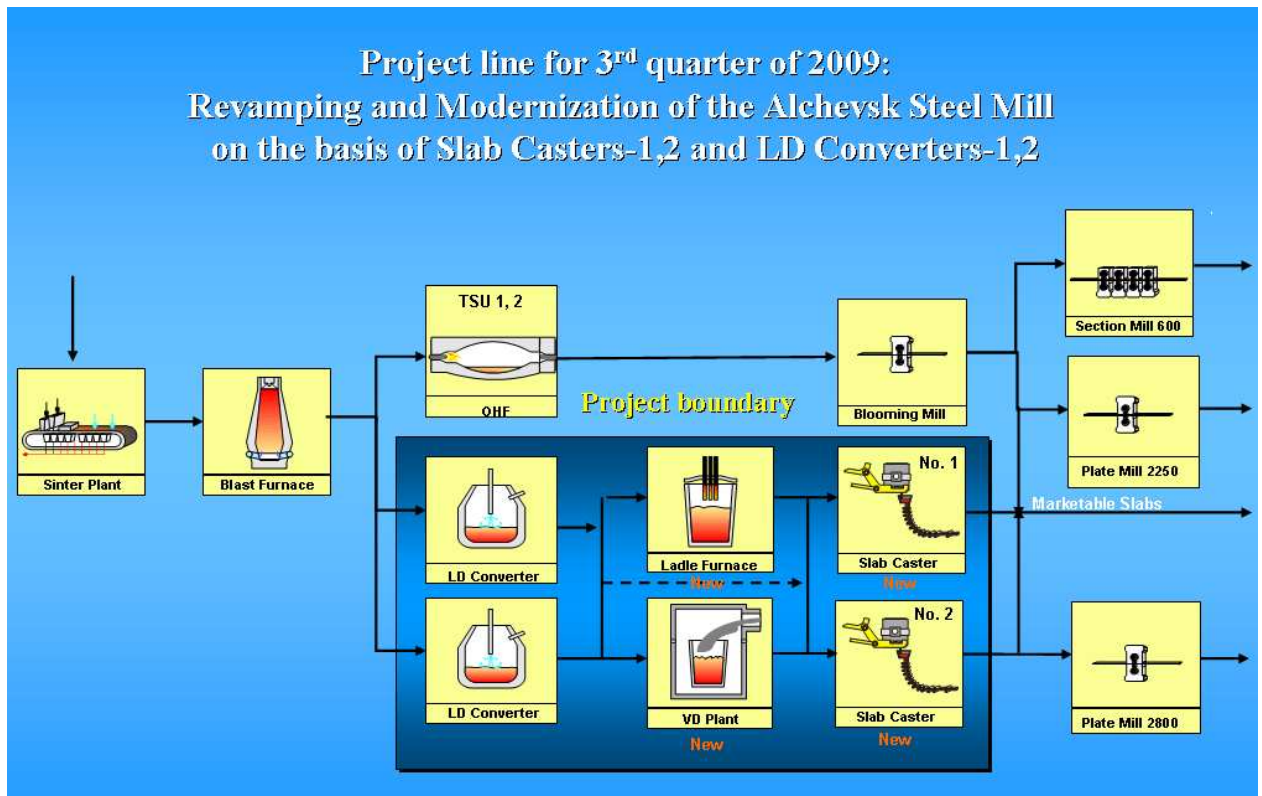 Project line for 3rd quarter of 2009:
Revamping and Modernization of the Alchevsk Steel Mill
on the basis of Slab Casters-1,2 and LD Converters-1,2
TSU 1, 2
OHF
Blooming Mill
Section Mill 600
Plate Mill 2250
Sinter Plant
Blast Furnace
Project boundary
LD Converter
Ladle Furnace
New
No. 1
Slab Caster
New
Marketable Slabs
LD Converter
VD Plant
New
No. 2
Slab Caster
New
Plate Mill 2800